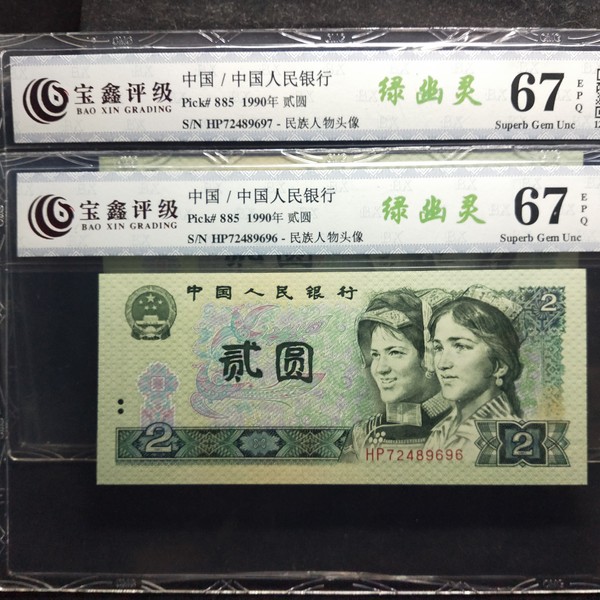 宝鑫评级
BAO XIN GRADING
中国 / 中国人民银行
Pick# 885 1990年 贰圆
S/N HP72489697 - 民族人物头像
绿幽灵
67
EPQ
Superb Gem Unc
12
宝鑫评级
BAO XIN GRADING
中国 / 中国人民银行
Pick# 885 1990年 贰圆
S/N HP72489696 - 民族人物头像
绿幽灵
67
EPQ
Superb Gem Unc
中国人民银行
2
贰圆
2
HP72489696
2